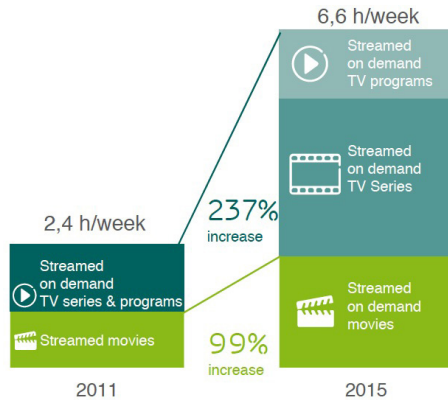 6,6 h/week
Streamed
on demand
TV programs
Streamed
on demand
TV Series
237%
increase
2,4 h/week
Streamed
on demand
TV series & programs
Streamed movies
Streamed
on demand
movies
99%
increase
2011
2015